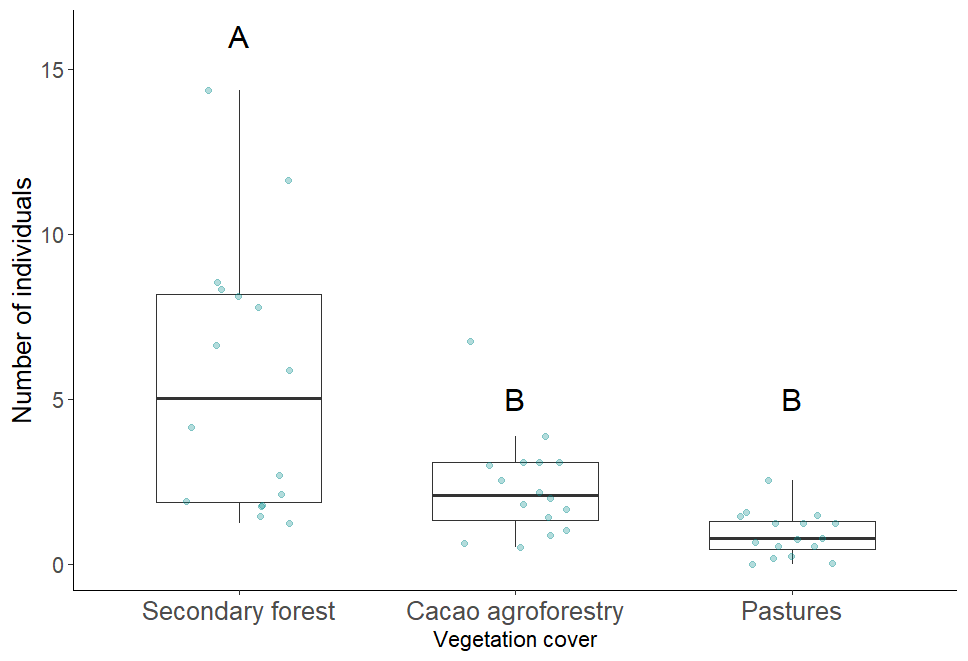 A
15
10
5
0
B
B
Number of individuals
Secondary forest
Cacao agroforestry
Pastures
Vegetation cover